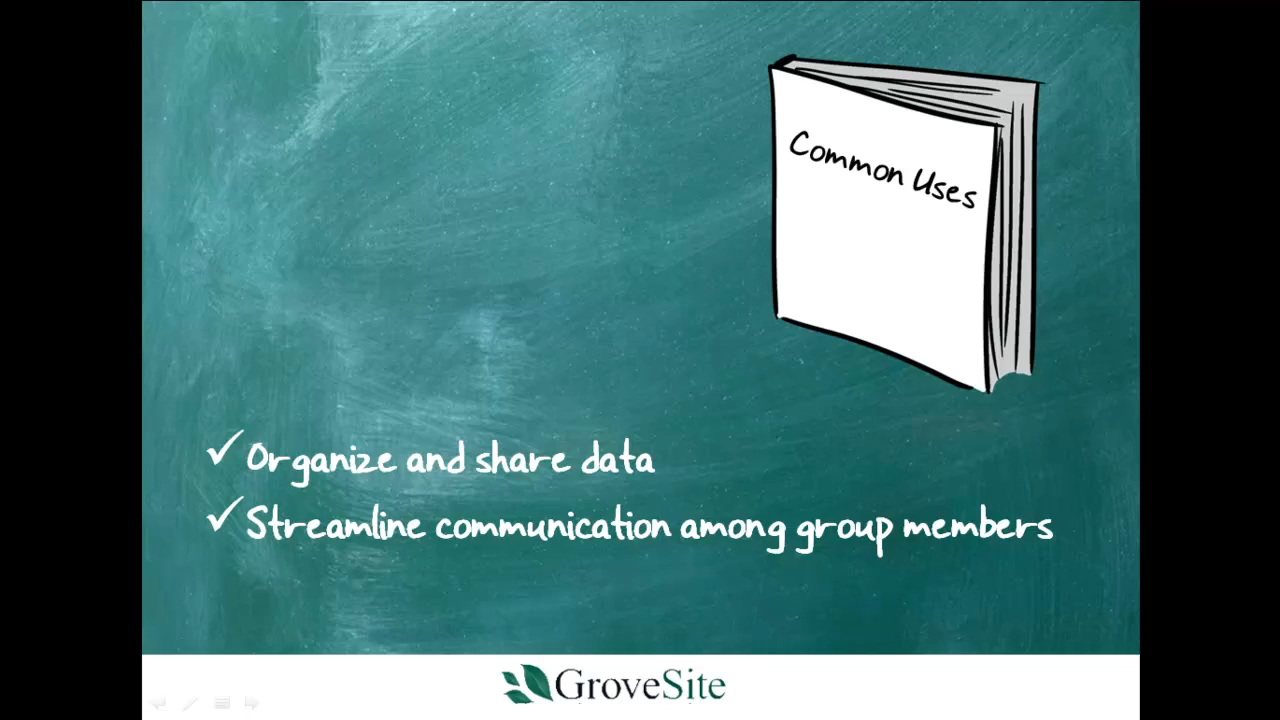 Common Uses
✓ Organize and share data
✓ Streamline communication among group members
GroveSite